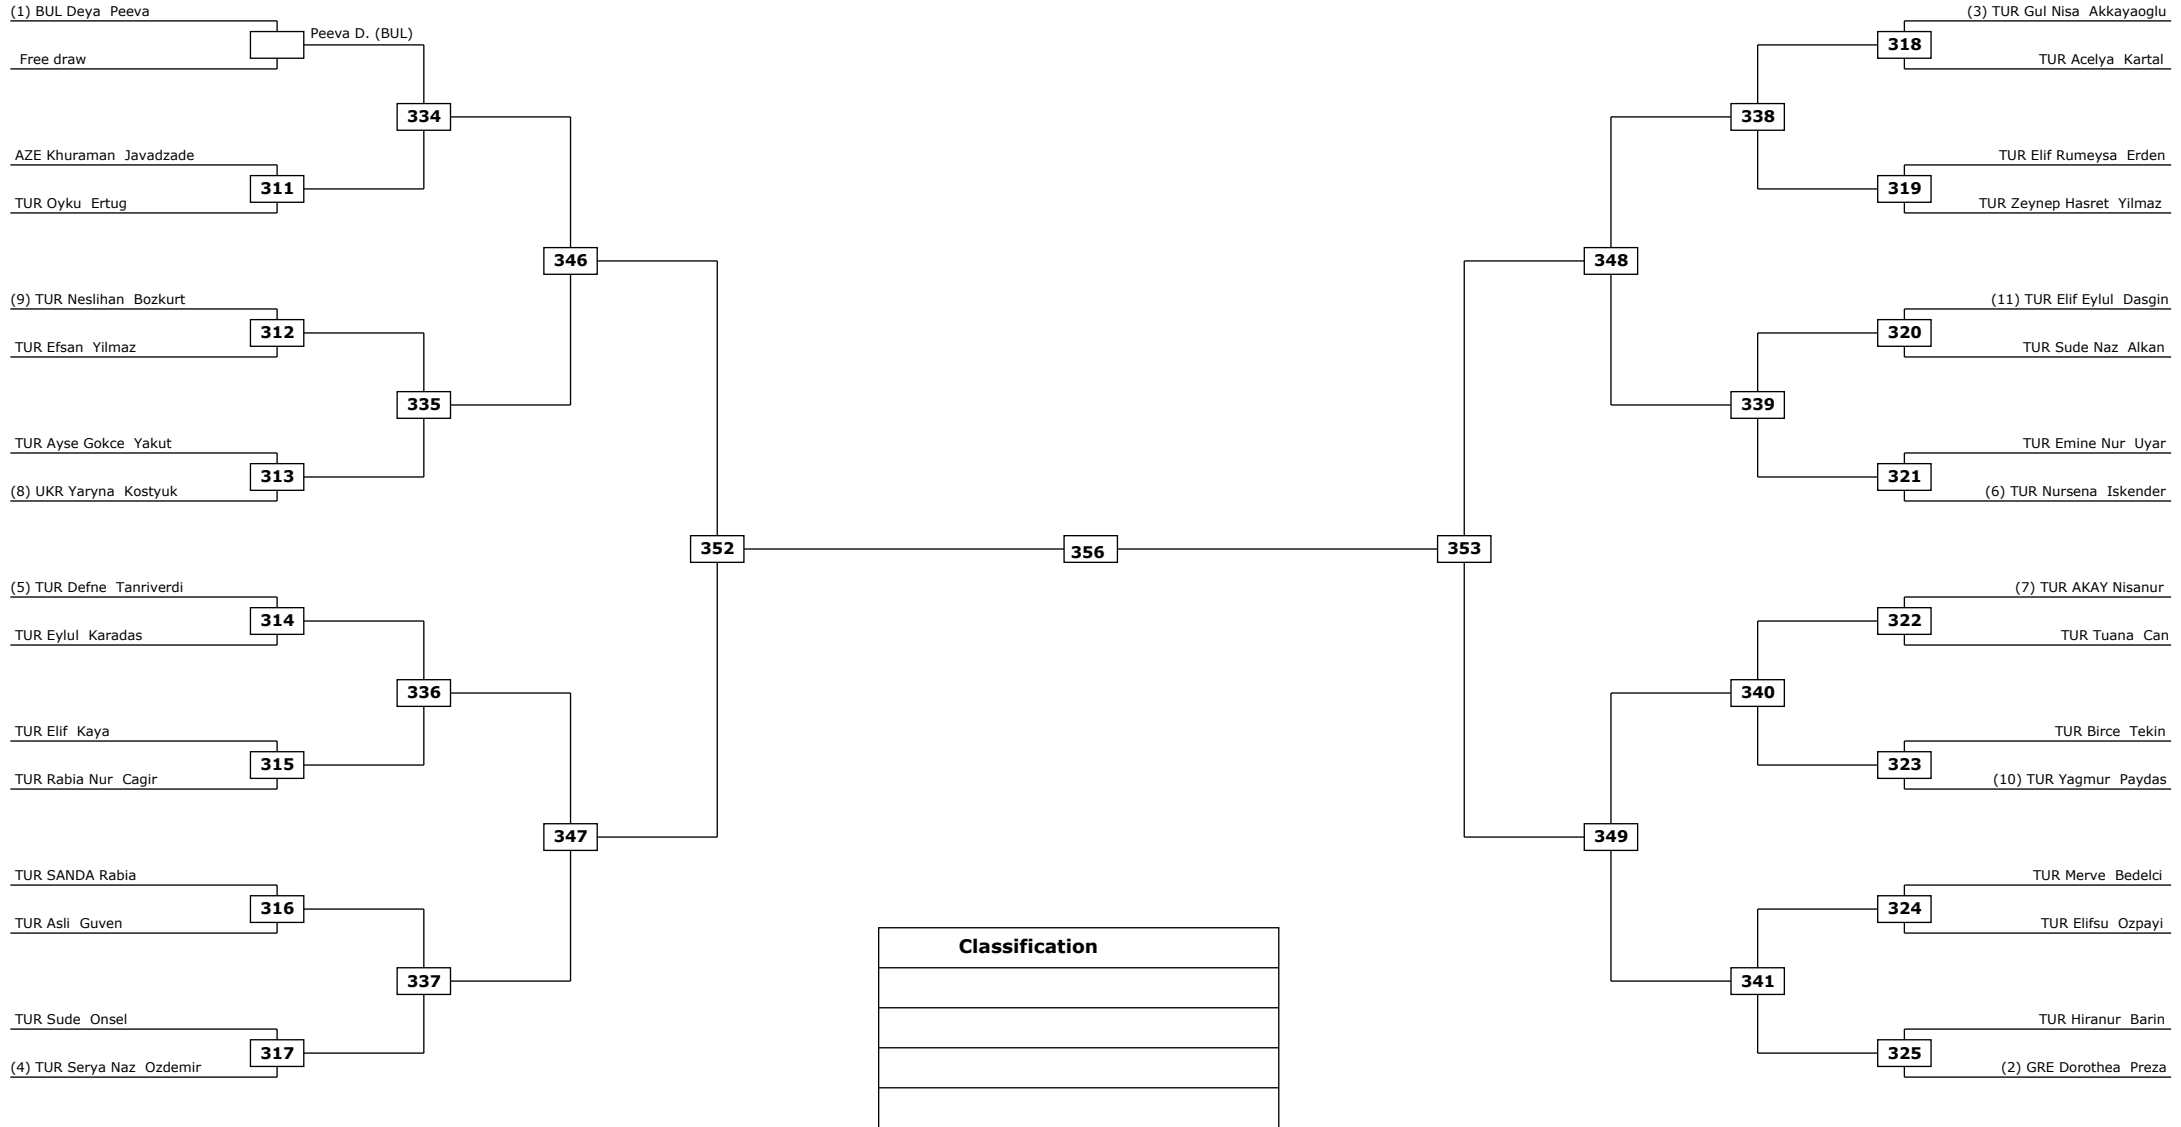 (1) BUL Deya Peeva
Peeva D. (BUL)
Free draw
334
AZE Khuraman Javadzade
311
TUR Oyku Ertug
346
(9) TUR Neslihan Bozkurt
312
TUR Efsan Yilmaz
335
TUR Ayse Gokce Yakut
313
(8) UKR Yaryna Kostyuk
352
(5) TUR Defne Tanriverdi
314
TUR Eylul Karadas
336
TUR Elif Kaya
315
TUR Rabia Nur Cagir
347
TUR SANDA Rabia
316
TUR Asli Guven
337
TUR Sude Onsel
317
(4) TUR Serya Naz Ozdemir
356
(3) TUR Gul Nisa Akkayaoglu
318
TUR Acelya Kartal
338
TUR Elif Rumeysa Erden
319
TUR Zeynep Hasret Yilmaz
348
(11) TUR Elif Eylul Dasgin
320
TUR Sude Naz Alkan
339
TUR Emine Nur Uyar
321
(6) TUR Nursena Iskender
353
(7) TUR AKAY Nisanur
322
TUR Tuana Can
340
TUR Birce Tekin
323
(10) TUR Yagmur Paydas
349
TUR Merve Bedelci
324
TUR Elifsu Ozpayi
341
TUR Hiranur Barin
325
(2) GRE Dorothea Preza
Classification